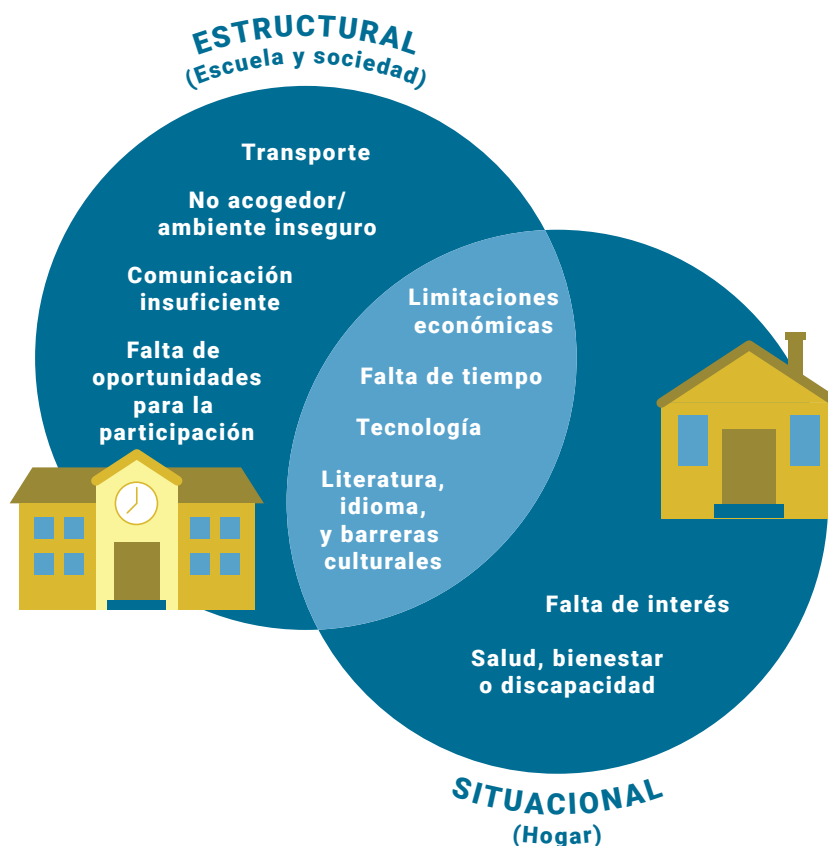 ESTRUCTURAL
(Escuela y sociedad)
Transporte
No acogedor/
ambiente inseguro
Comunicación
insuficiente
Falta de
oportunidades
para la
participación
Limitaciones
económicas
Falta de tiempo
Tecnología
Literatura,
idioma,
y barreras
culturales
Falta de interés
Salud, bienestar
o discapacidad
SITUACIONAL
(Hogar)